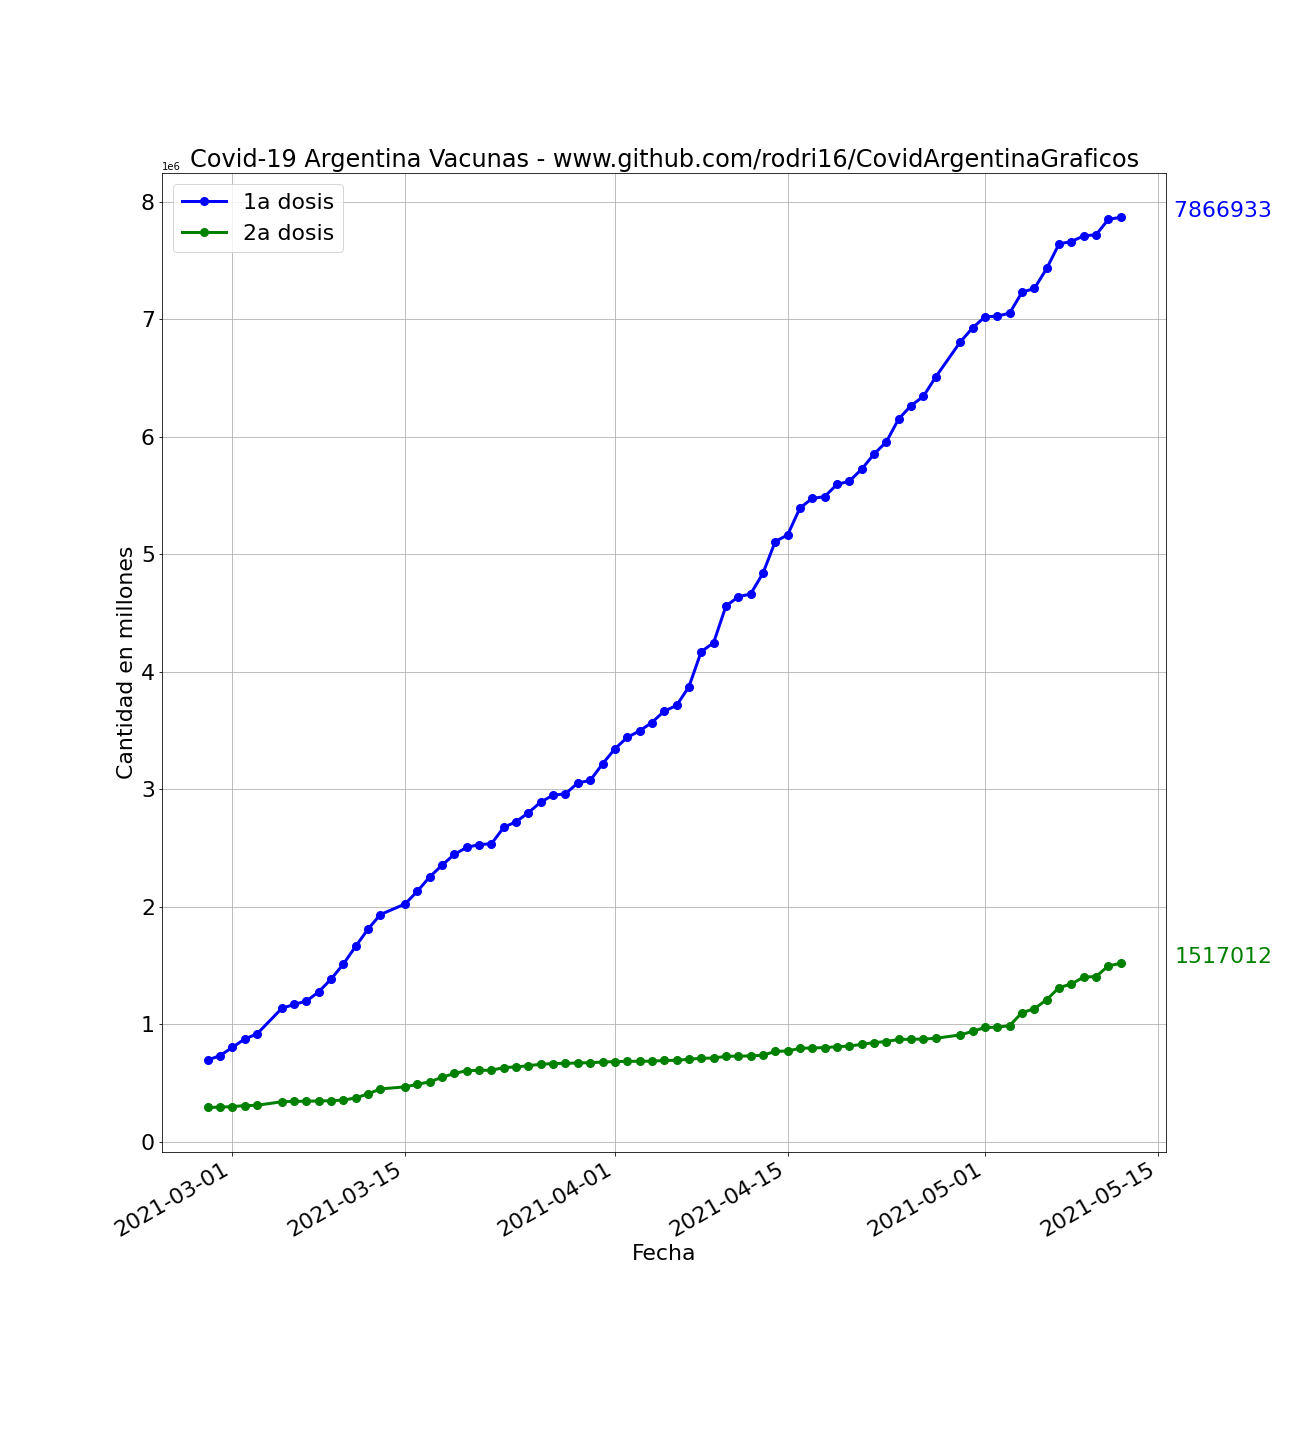 Covid-19 Argentina Vacunas - www.github.com/rodri16/CovidArgentinaGraficos
1e6
1a dosis
2a dosis
8
7
6
5
4
3
2
1
0
Cantidad en millones
7866933
1517012
2021-03-01
2021-03-15
2021-04-01
2021-04-15
2021-05-01
2021-05-15
Fecha